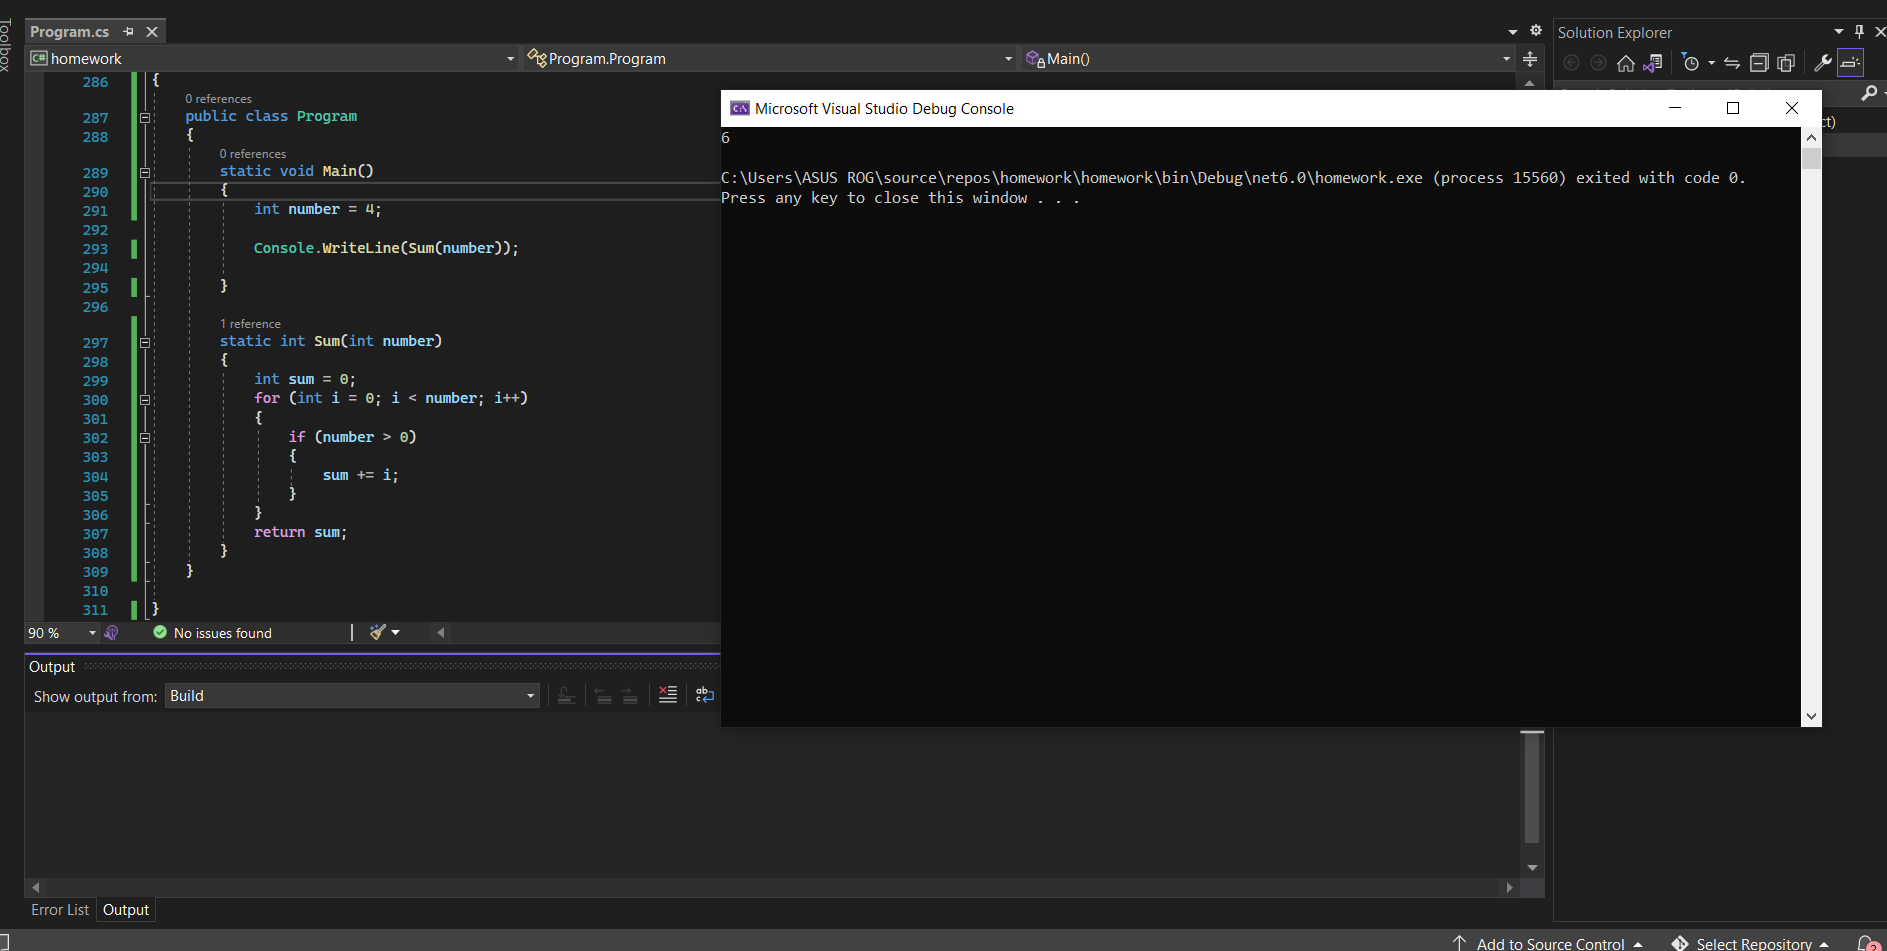 Toolbox
Program.cs
Solution Explorer
C# homework
Program.Program
Main()
ct)
286 {
0 references
287 public class Program
288 {
0 references
289 static void Main()
290 {
291 int number = 4;
292
293 Console.WriteLine(Sum(number));
294
295 }
296
1 reference
297 static int Sum(int number)
298 {
299 int sum = 0;
300 for (int i = 0; i < number; i++)
301 {
302 if (number > 0)
303 {
304 sum += i;
305 }
306 }
307 return sum;
308 }
309 }
310
311 }
Microsoft Visual Studio Debug Console
6
C:\Users\ASUS ROG\source\repos\homework\homework\bin\Debug\net6.0\homework.exe (process 15560) exited with code 0.
Press any key to close this window . . .
90 %
No issues found
Output
Show output from: Build
Error List Output
Add to Source Control
Select Repository
2